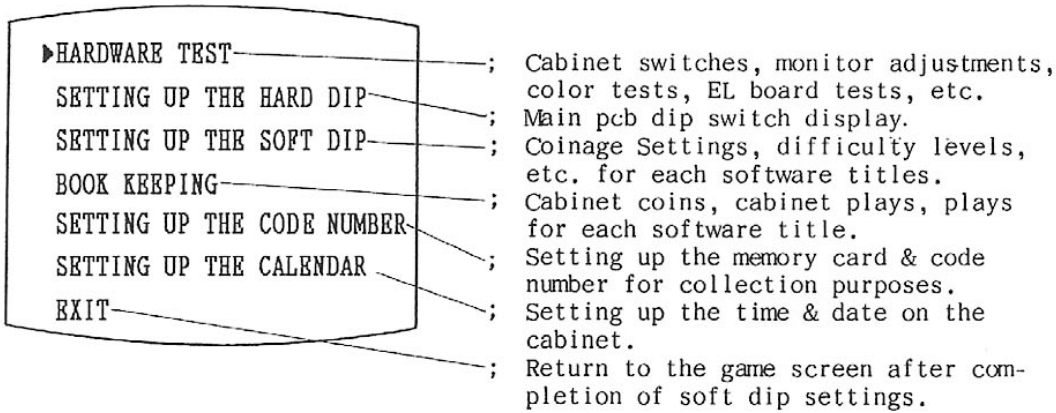 ▶HARDWARE TEST
SETTING UP THE HARD DIP
SETTING UP THE SOFT DIP
BOOK KEEPING
SETTING UP THE CODE NUMBER
SETTING UP THE CALENDAR
EXIT
; Cabinet switches, monitor adjustments,
color tests, EL board tests, etc.
; Main pcb dip switch display.
; Coinage Settings, difficulty levels,
etc. for each software titles.
; Cabinet coins, cabinet plays, plays
for each software title.
; Setting up the memory card & code
number for collection purposes.
; Setting up the time & date on the
cabinet.
; Return to the game screen after com-
pletion of soft dip settings.